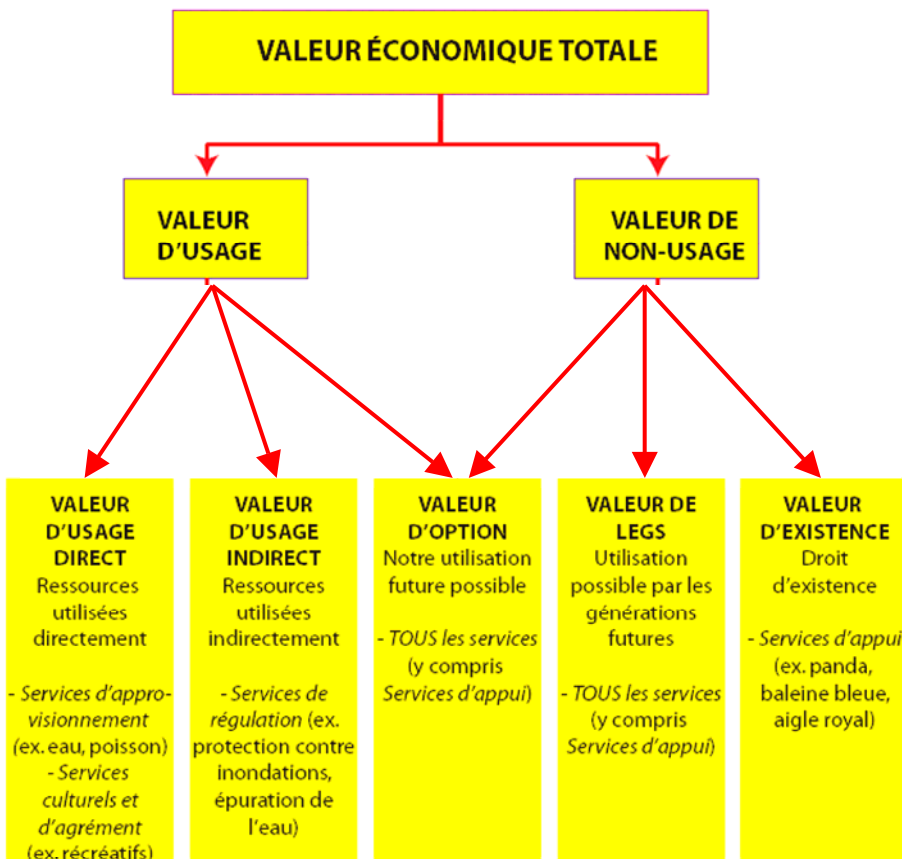 VALEUR ÉCONOMIQUE TOTALE
VALEUR
D'USAGE
VALEUR DE
NON-USAGE
VALEUR
D'USAGE
DIRECT
Ressources
utilisées
directement
- Services d'appro-
visionnement
(ex. eau, poisson)
- Services
culturels et
d'agrément
(ex. récréatifs)
VALEUR
D'USAGE
INDIRECT
Ressources
utilisées
indirectement
- Services de
régulation (ex.
protection contre
inondations,
épuration de
l'eau)
VALEUR
D'OPTION
Notre utilisation
future possible
- TOUS les services
(y compris
Services d'appui)
VALEUR DE
LEGS
Utilisation
possible par les
générations
futures
- TOUS les services
(y compris
Services d'appui)
VALEUR
D'EXISTENCE
Droit
d'existence
- Services d'appui
(ex. panda,
baleine bleue,
aigle royal)